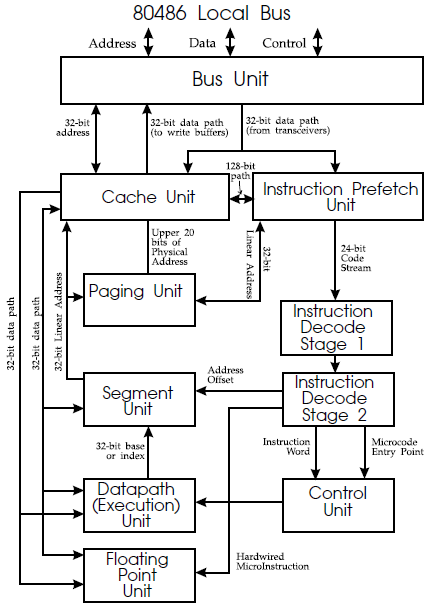 80486 Local Bus
Address
Data
Control
Bus Unit
32-bit
address
32-bit data path
(to write buffers)
32-bit data path
(from transceivers)
128-bit
path
Cache Unit
Instruction Prefetch
Unit
Upper 20
bits of
Physical
Address
32-bit
Linear Address
24-bit
Code
Stream
Paging Unit
32-bit data path
32-bit data path
32-bit Linear Address
Instruction
Decode
Stage 1
Address
Offset
Segment
Unit
Instruction
Decode
Stage 2
32-bit base
or index
Instruction
Word
Microcode
Entry Point
Datapath
(Execution)
Unit
Control
Unit
Floating
Point
Unit
Hardwired
MicroInstruction